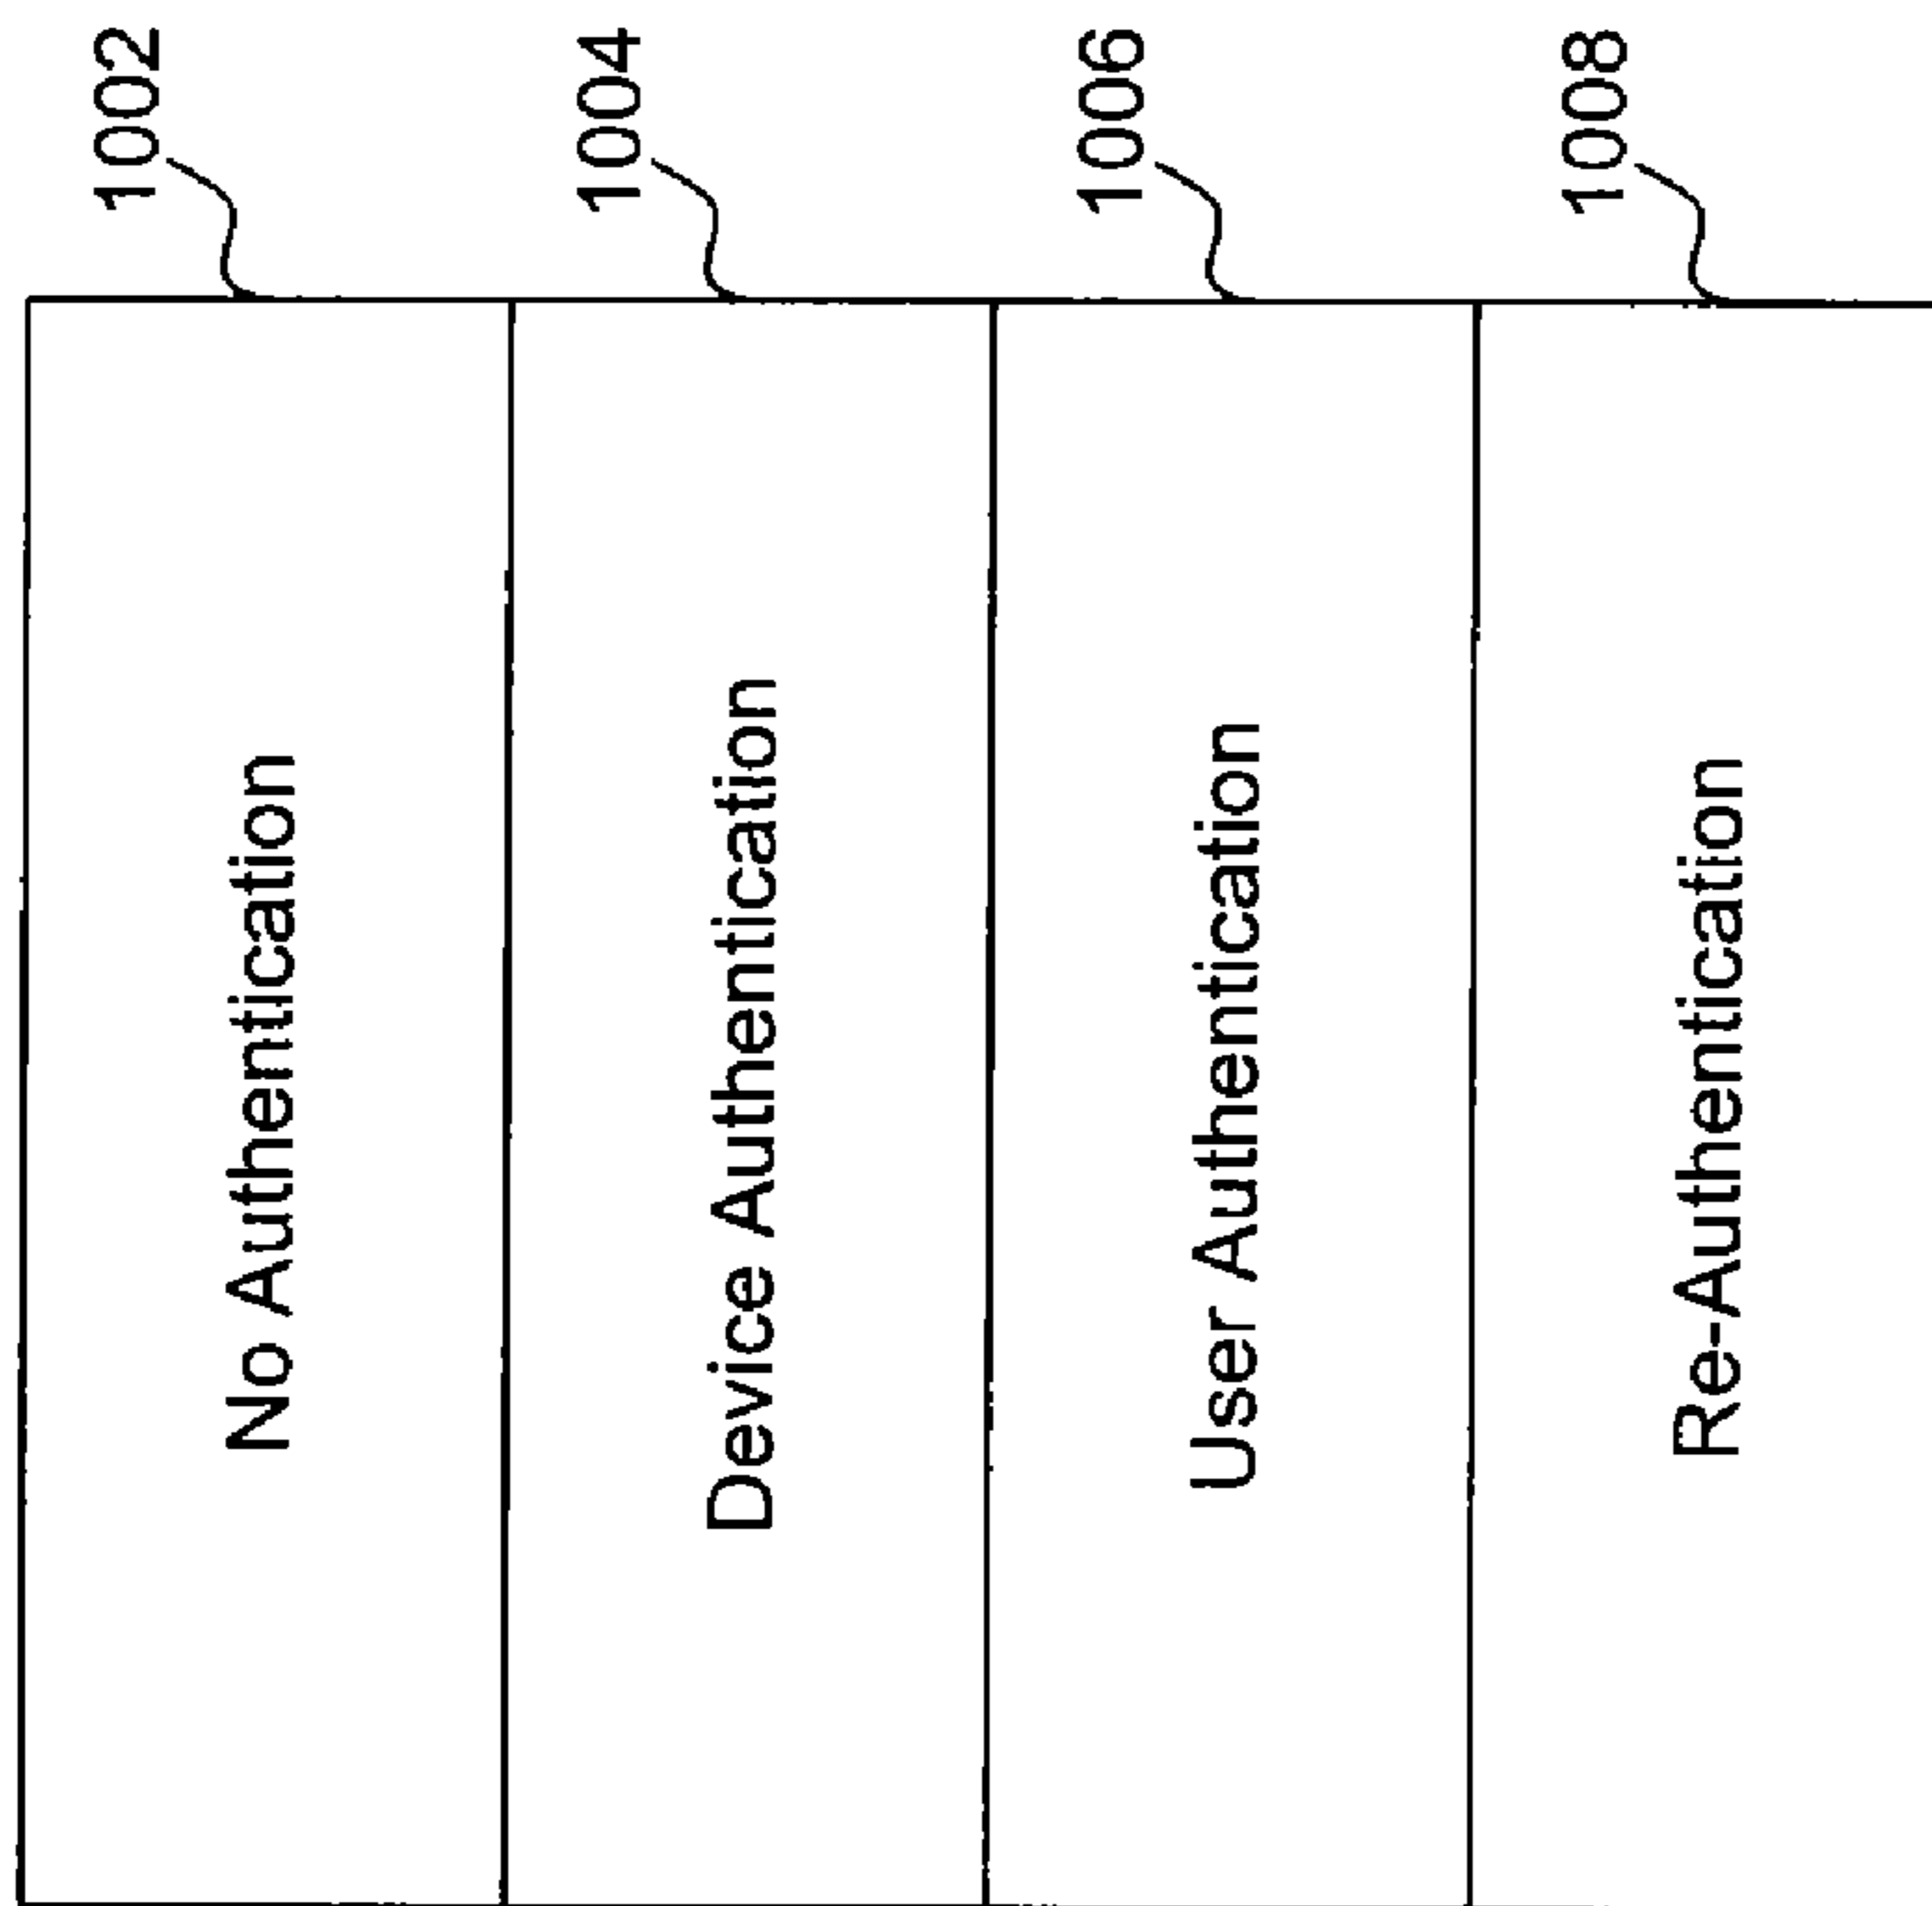 No Authentication
1002
Device Authentication
1004
User Authentication
1006
Re-Authentication
1008